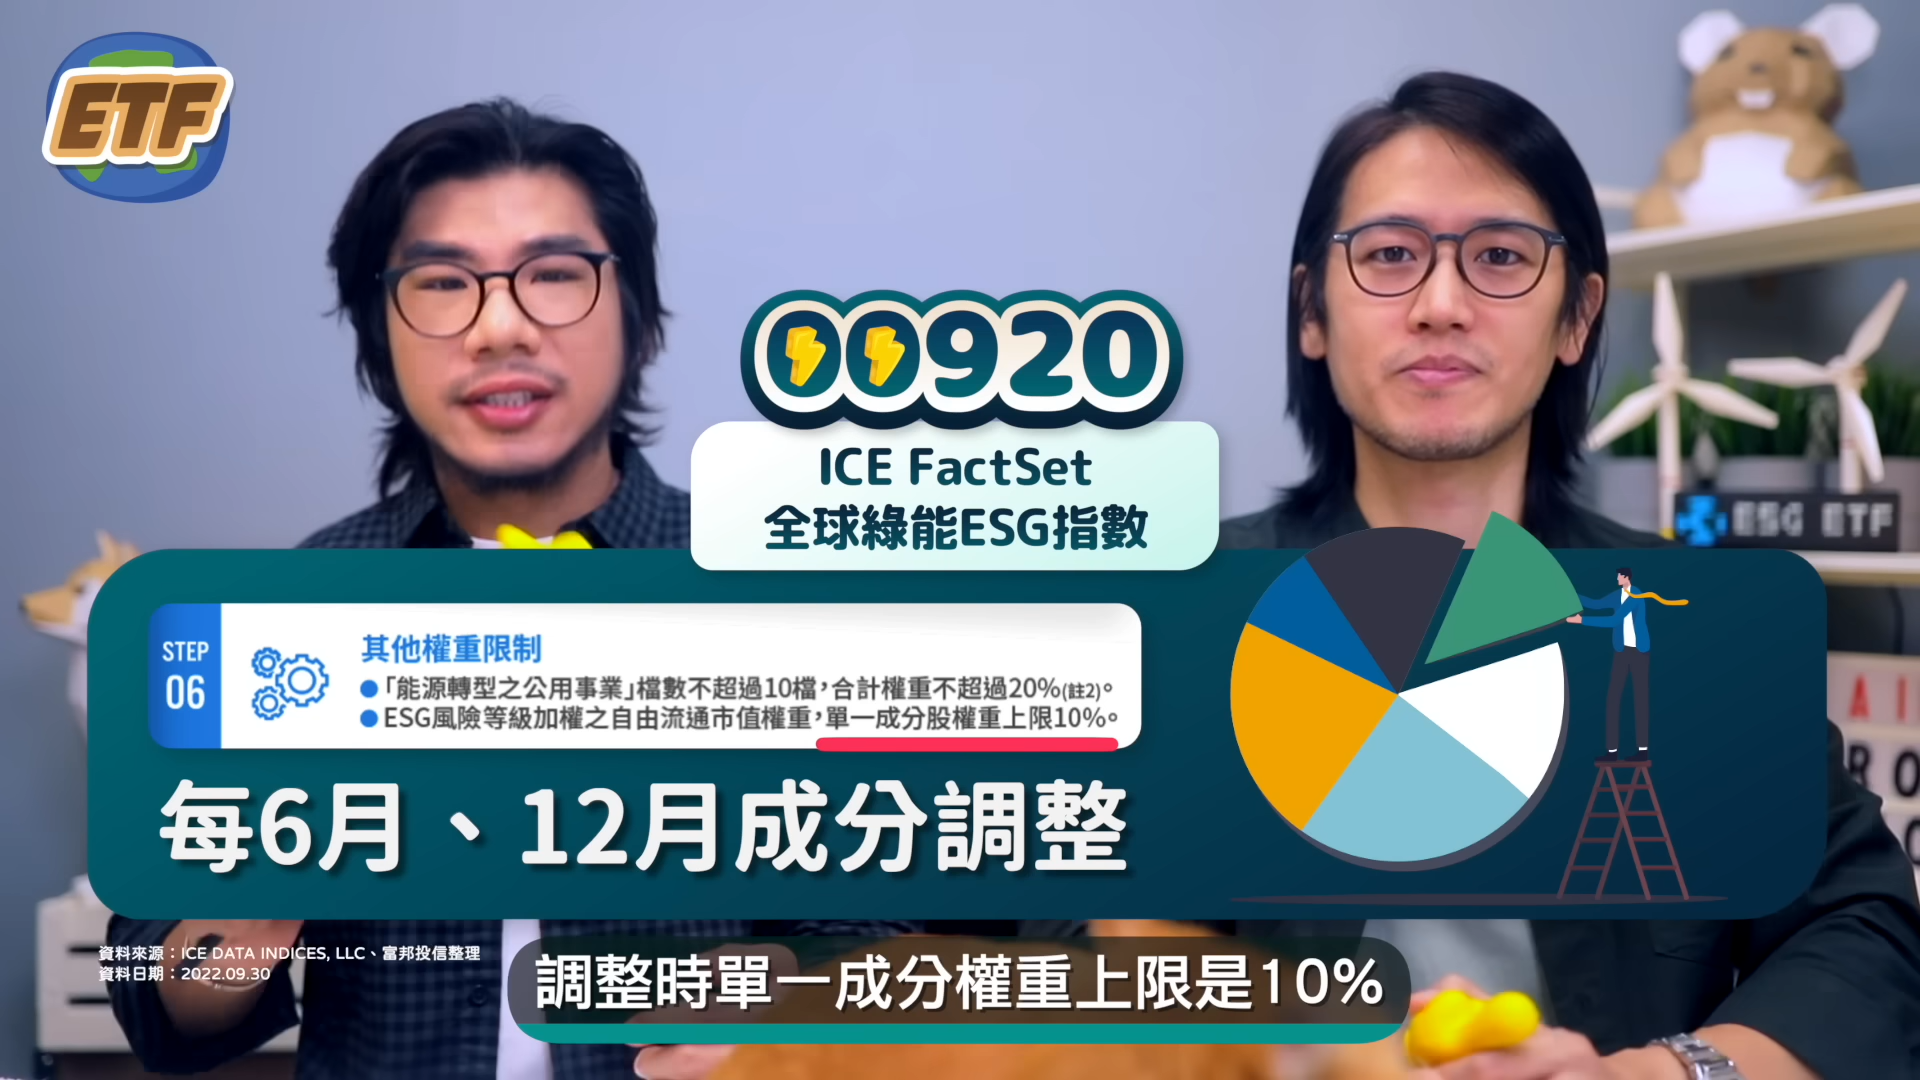 ETF
00920
ICE FactSet
全球綠能ESG指數
ESG ETF
STEP
06
其他權重限制
●「能源轉型之公用事業」檔數不超過10檔，合計權重不超過20%(註2)。
●ESG風險等級加權之自由流通市值權重，單一成分股權重上限10%。
每6月、12月成分調整
AI
RO
資料來源：ICE DATA INDICES, LLC、富邦投信整理
資料日期：2022.09.30
調整時單一成分權重上限是10%